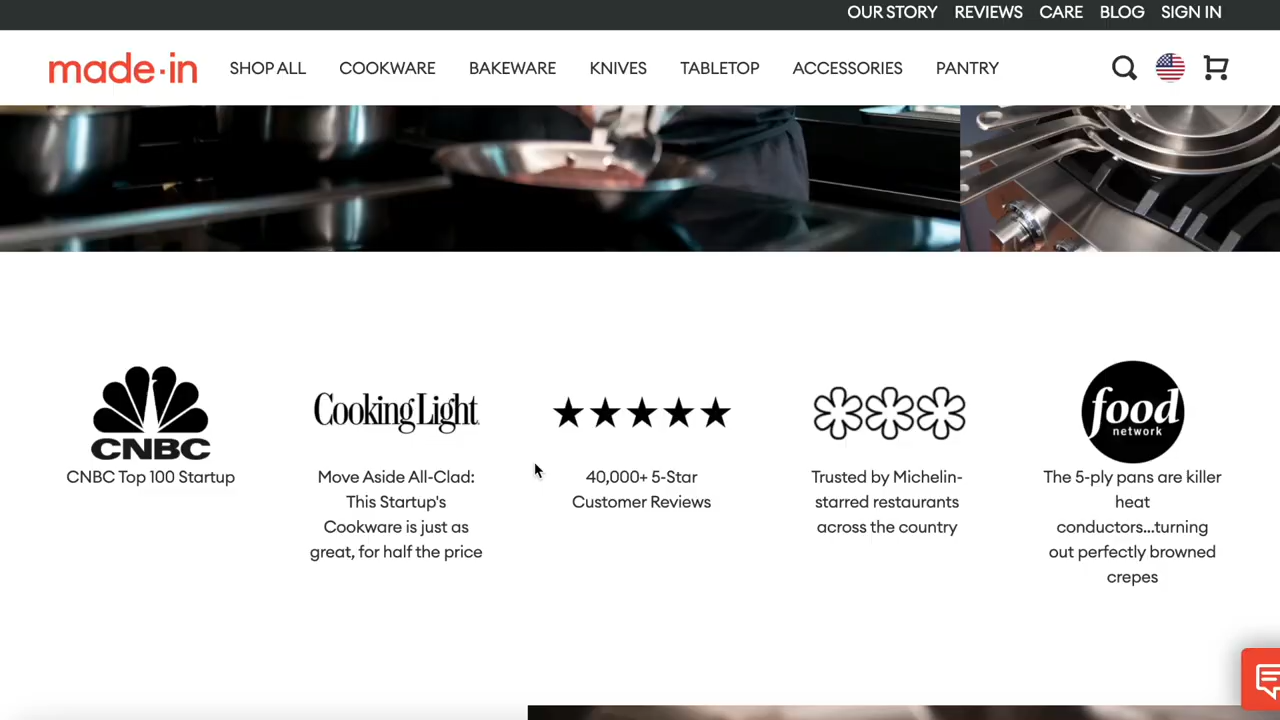 OUR STORY REVIEWS CARE BLOG SIGN IN
made·in SHOP ALL COOKWARE BAKEWARE KNIVES TABLETOP ACCESSORIES PANTRY
CNBC
CNBC Top 100 Startup
Cooking Light
Move Aside All-Clad:
This Startup's
Cookware is just as
great, for half the price
40,000+ 5-Star
Customer Reviews
Trusted by Michelin-
starred restaurants
across the country
food
network
The 5-ply pans are killer
heat
conductors...turning
out perfectly browned
crepes